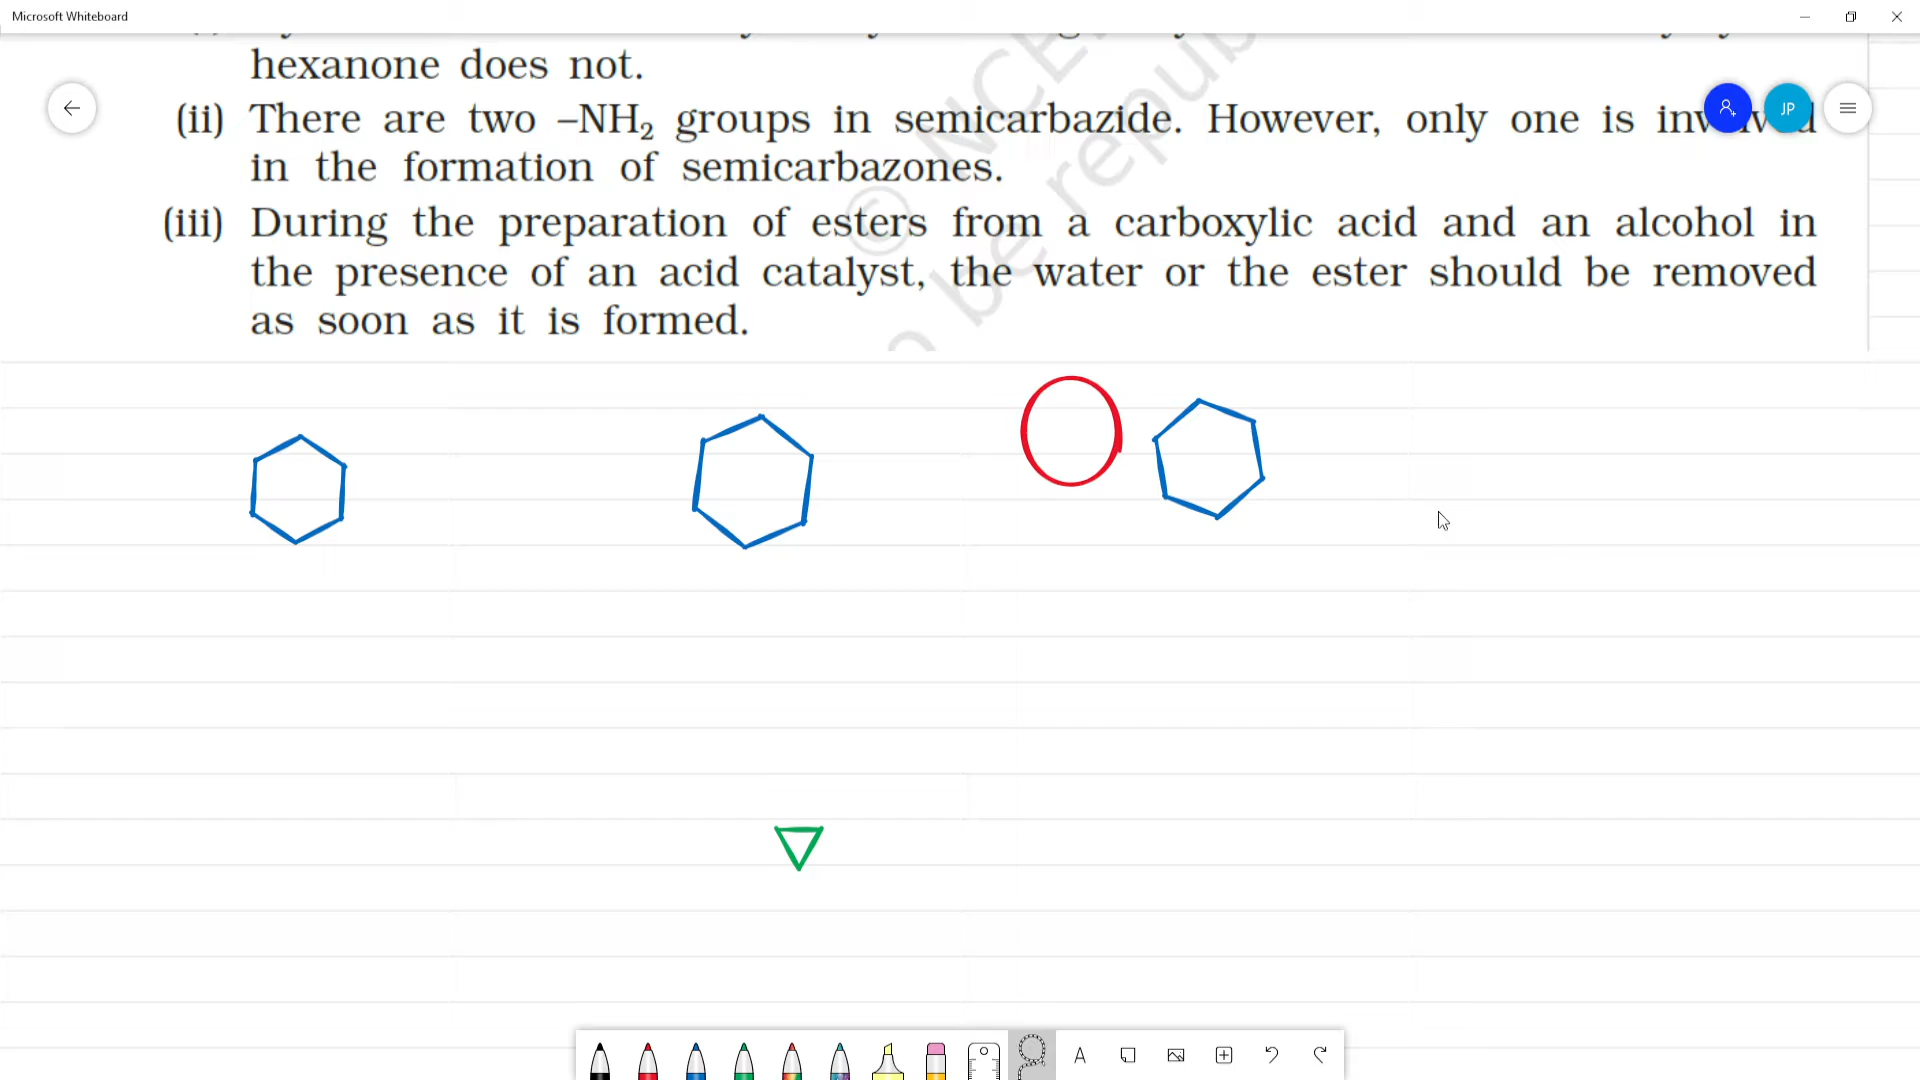 Microsoft Whiteboard
hexanone does not.
(ii) There are two –NH₂ groups in semicarbazide. However, only one is
JP
in the formation of semicarbazones.
(iii) During the preparation of esters from a carboxylic acid and an alcohol in
the presence of an acid catalyst, the water or the ester should be removed
as soon as it is formed.
©
be repub
A